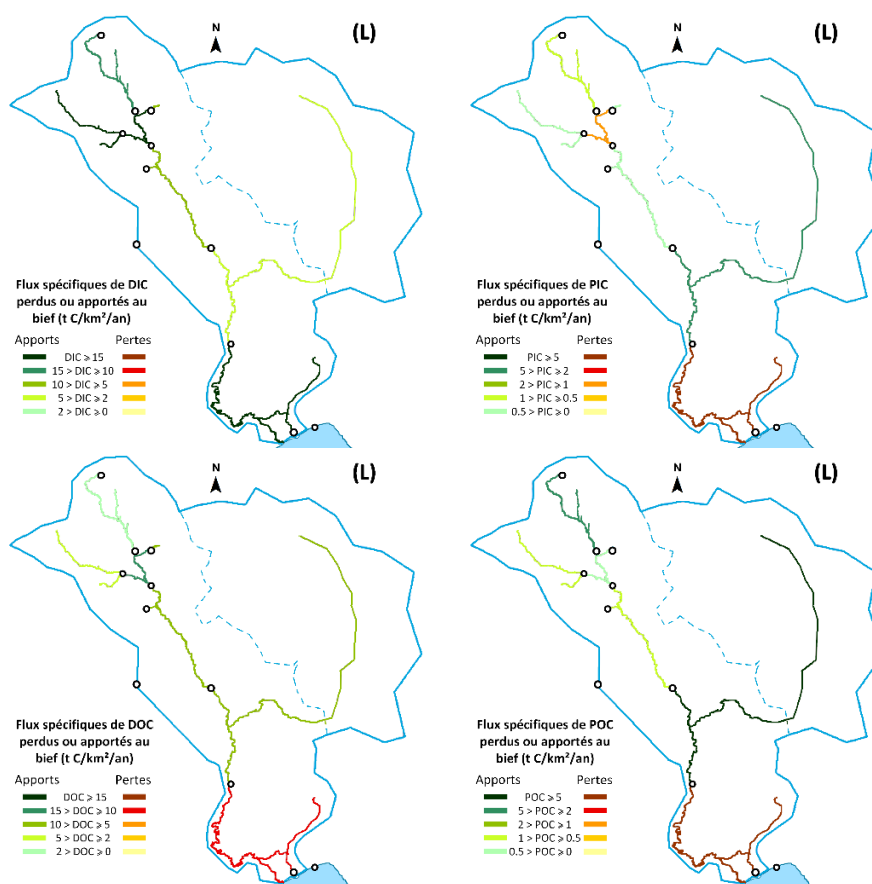 N
(L)
Flux spécifiques de DIC
perdus ou apportés au
bief (t C/km²/an)
Apports Pertes
DIC ⩾ 15
15 > DIC ⩾ 10
10 > DIC ⩾ 5
5 > DIC ⩾ 2
2 > DIC ⩾ 0
N
(L)
Flux spécifiques de PIC
perdus ou apportés au
bief (t C/km²/an)
Apports Pertes
PIC ⩾ 5
5 > PIC ⩾ 2
2 > PIC ⩾ 1
1 > PIC ⩾ 0.5
0.5 > PIC ⩾ 0
N
(L)
Flux spécifiques de DOC
perdus ou apportés au
bief (t C/km²/an)
Apports Pertes
DOC ⩾ 15
15 > DOC ⩾ 10
10 > DOC ⩾ 5
5 > DOC ⩾ 2
2 > DOC ⩾ 0
N
(L)
Flux spécifiques de POC
perdus ou apportés au
bief (t C/km²/an)
Apports Pertes
POC ⩾ 5
5 > POC ⩾ 2
2 > POC ⩾ 1
1 > POC ⩾ 0.5
0.5 > POC ⩾ 0